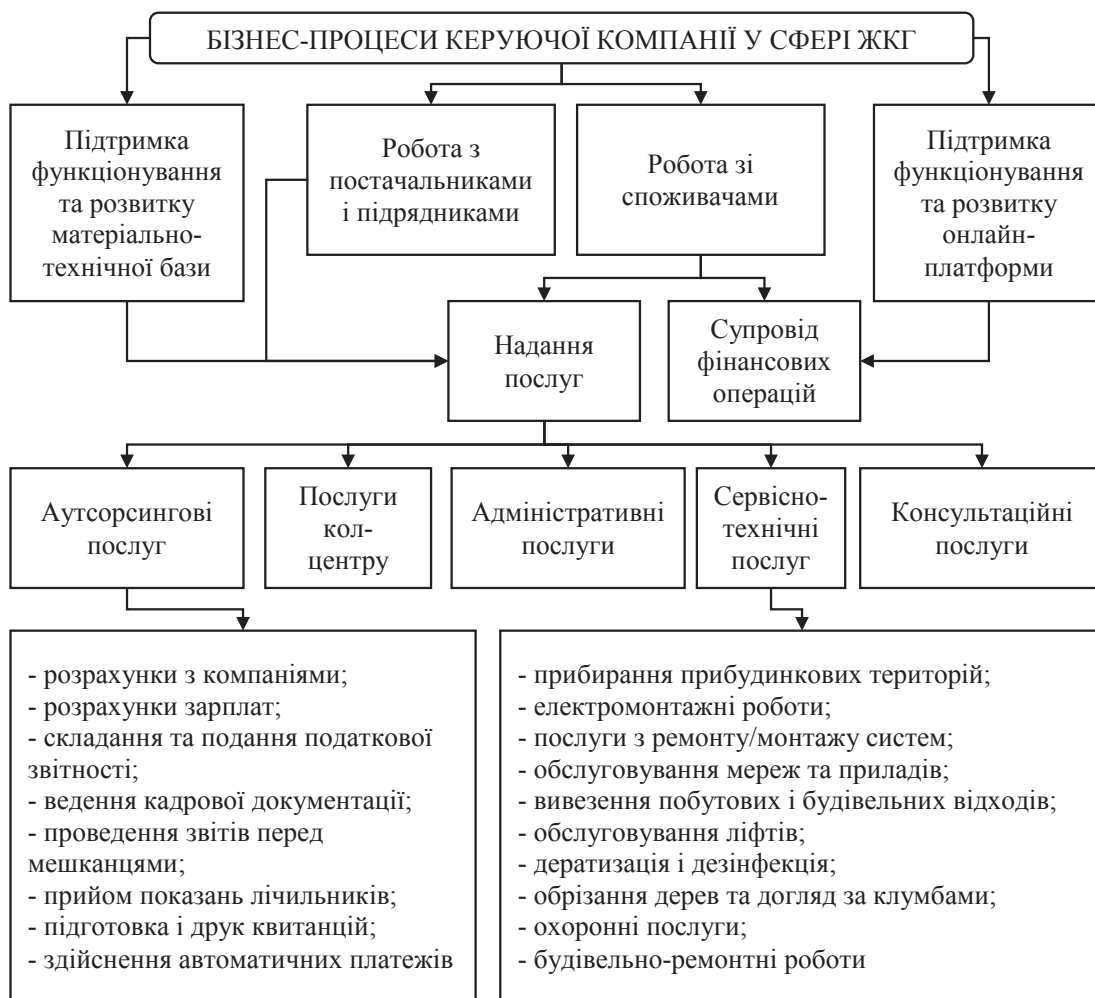 БІЗНЕС-ПРОЦЕСИ КЕРУЮЧОЇ КОМПАНІЇ У СФЕРІ ЖКГ
Підтримка
функціонування
та розвитку
матеріально-
технічної бази
Робота з
постачальниками
і підрядниками
Робота зі
споживачами
Підтримка
функціонування
та розвитку
онлайн-
платформи
Надання
послуг
Супровід
фінансових
операцій
Аутсорсингові
послуг
Послуги
кол-
центру
Адміністративні
послуги
Сервісно-
технічні
послуг
Консультаційні
послуги
- розрахунки з компаніями;
- розрахунки зарплат;
- складання та подання податкової
звітності;
- ведення кадрової документації;
- проведення звітів перед
мешканцями;
- прийом показань лічильників;
- підготовка і друк квитанцій;
- здійснення автоматичних платежів
- прибирання прибудинкових територій;
- електромонтажні роботи;
- послуги з ремонту/монтажу систем;
- обслуговування мереж та приладів;
- вивезення побутових і будівельних відходів;
- обслуговування ліфтів;
- дератизація і дезінфекція;
- обрізання дерев та догляд за клумбами;
- охоронні послуги;
- будівельно-ремонтні роботи